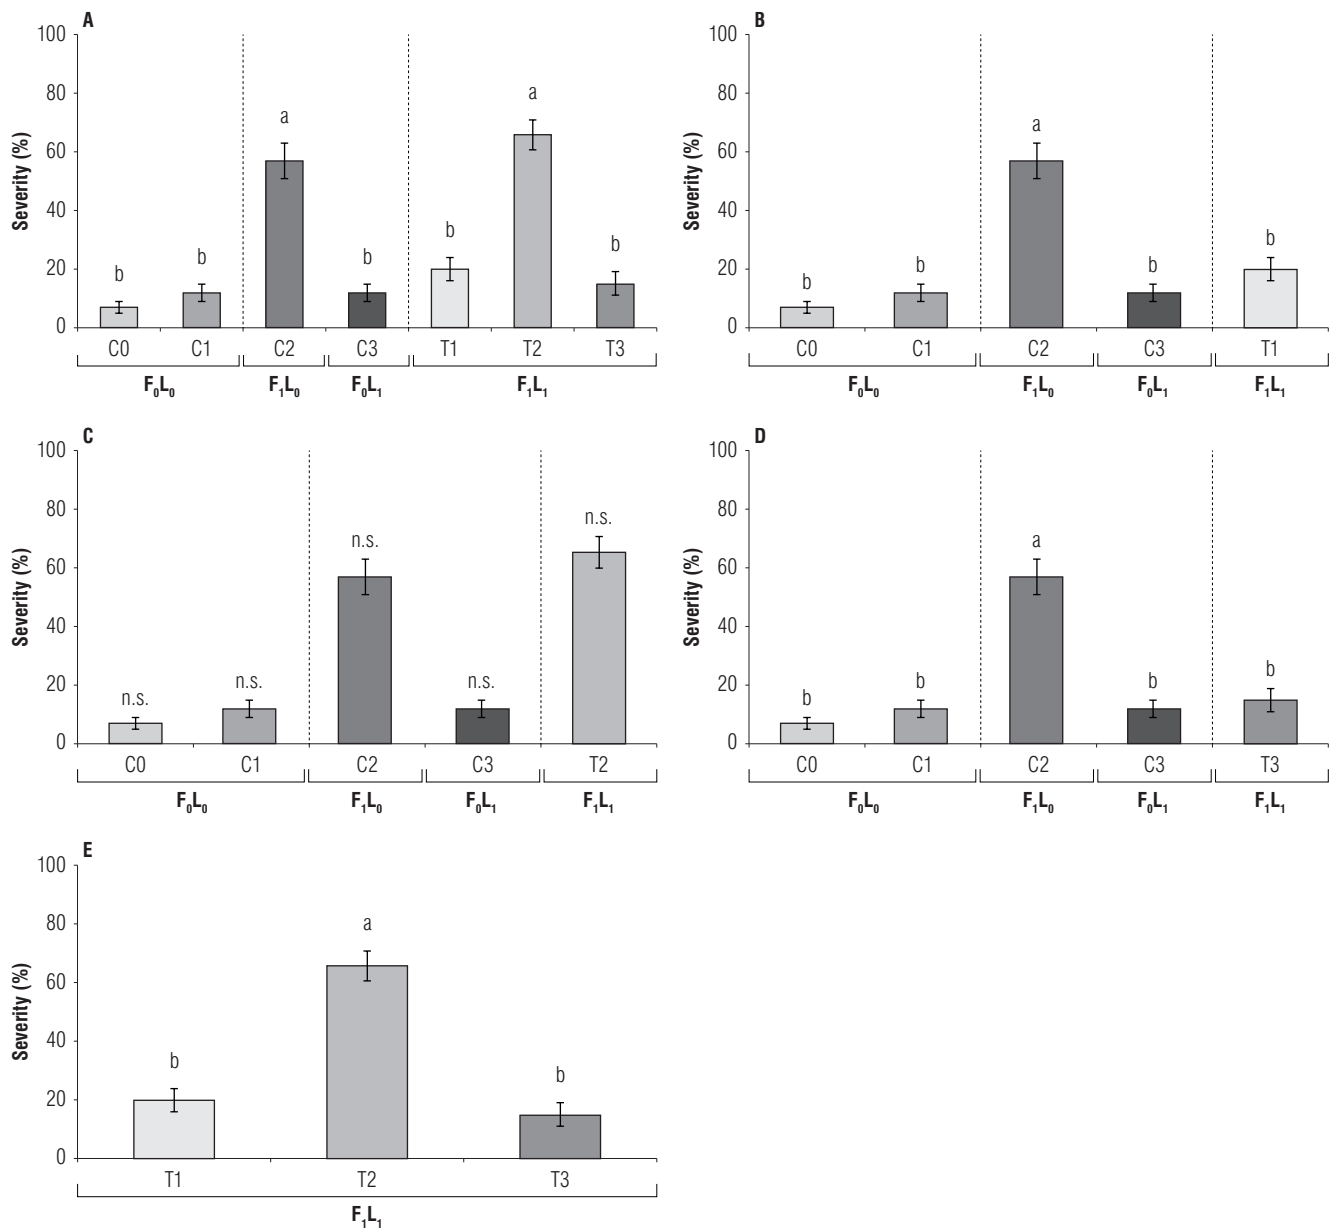 A
B
100
80
60
40
20
0
Severity (%)
b
b
a
b
b
a
b
C0
C1
C2
C3
T1
T2
T3
F₀L₀
F₁L₀
F₀L₁
F₁L₁
100
80
60
40
20
0
Severity (%)
b
b
a
b
b
C0
C1
C2
C3
T1
F₀L₀
F₁L₀
F₀L₁
F₁L₁
C
100
80
60
40
20
0
Severity (%)
n.s.
n.s.
n.s.
n.s.
n.s.
C0
C1
C2
C3
T2
F₀L₀
F₁L₀
F₀L₁
F₁L₁
D
100
80
60
40
20
0
Severity (%)
b
b
a
b
b
C0
C1
C2
C3
T3
F₀L₀
F₁L₀
F₀L₁
F₁L₁
E
100
80
60
40
20
0
Severity (%)
b
a
b
T1
T2
T3
F₁L₁